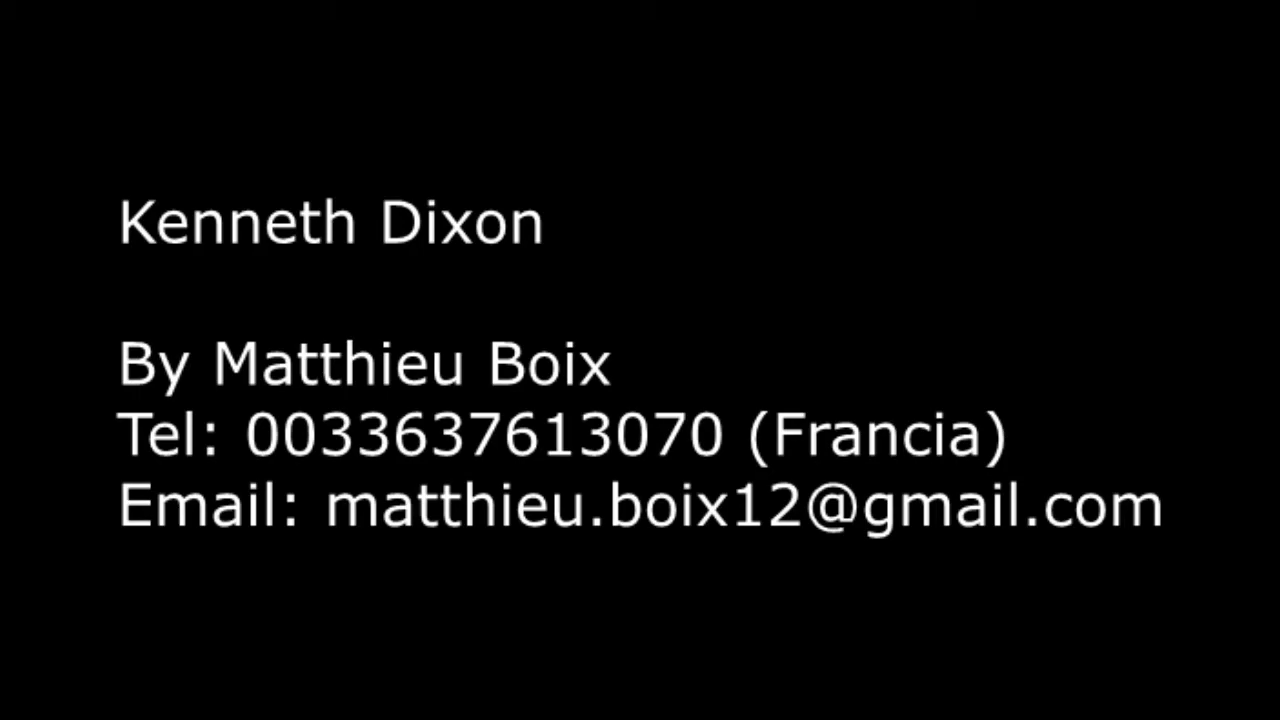 Kenneth Dixon
By Matthieu Boix
Tel: 0033637613070 (Francia)
Email: matthieu.boix12@gmail.com